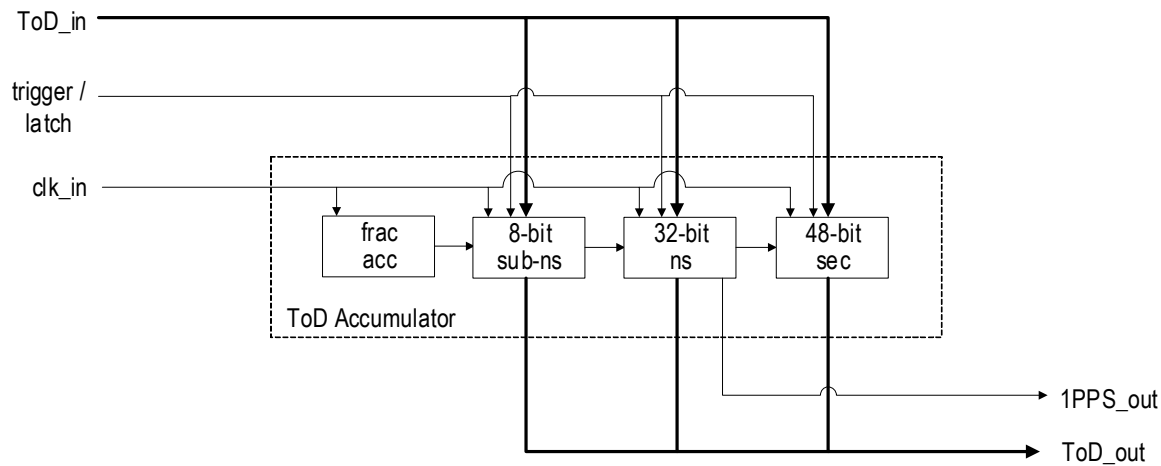 ToD_in
trigger /
latch
clk_in
frac
acc
8-bit
sub-ns
32-bit
ns
48-bit
sec
ToD Accumulator
1PPS_out
ToD_out